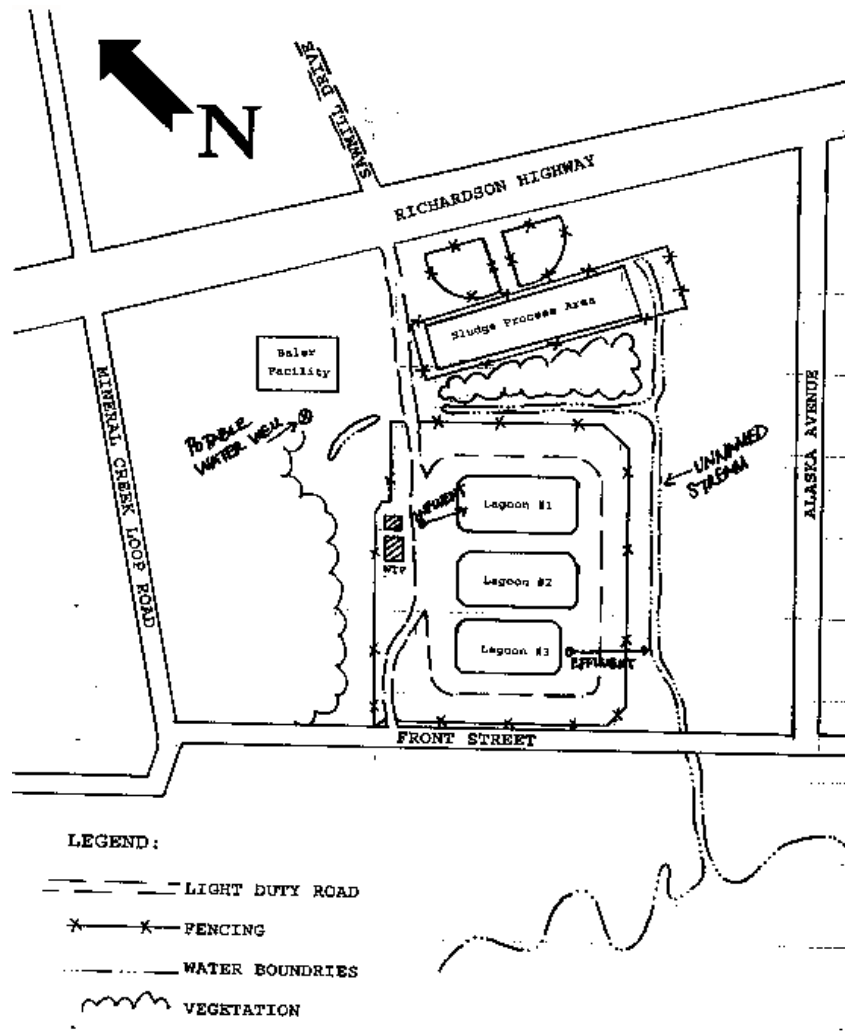 N
SAWMILL DRIVE
RICHARDSON HIGHWAY
Sludge Process Area
Baler
Facility
MINERAL CREEK LOOP ROAD
POTABLE
WATER WELL
UNNAMED
STREAM
ALASKA AVENUE
INFLUENT
Lagoon #1
WTP
Lagoon #2
Lagoon #3
EFFLUENT
FRONT STREET
LEGEND:
LIGHT DUTY ROAD
FENCING
WATER BOUNDRIES
VEGETATION